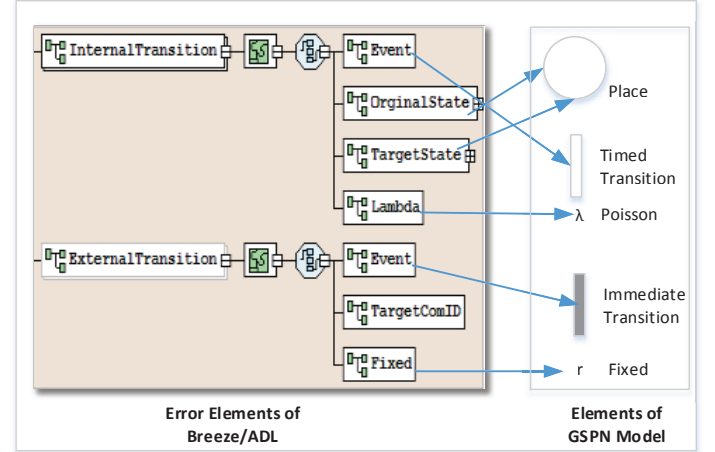 InternalTransition
Event
OrginalState
TargetState
Lambda
ExternalTransition
Event
TargetComID
Fixed
Place
Timed
Transition
λ Poisson
Immediate
Transition
r Fixed
Error Elements of
Breeze/ADL
Elements of
GSPN Model